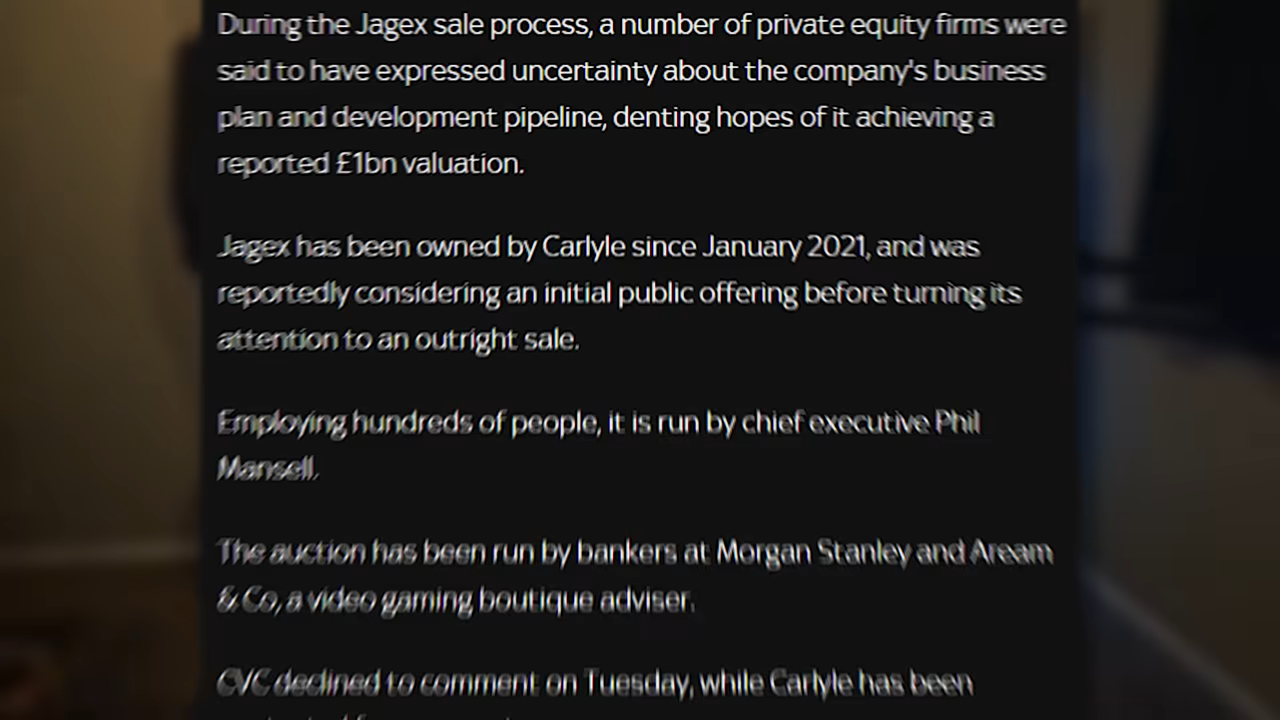 During the Jagex sale process, a number of private equity firms were
said to have expressed uncertainty about the company's business
plan and development pipeline, denting hopes of it achieving a
reported £1bn valuation.
Jagex has been owned by Carlyle since January 2021, and was
reportedly considering an initial public offering before turning its
attention to an outright sale.
Employing hundreds of people, it is run by chief executive Phil
Mansell.
The auction has been run by bankers at Morgan Stanley and Aream
& Co, a video gaming boutique adviser.
CVC declined to comment on Tuesday, while Carlyle has been